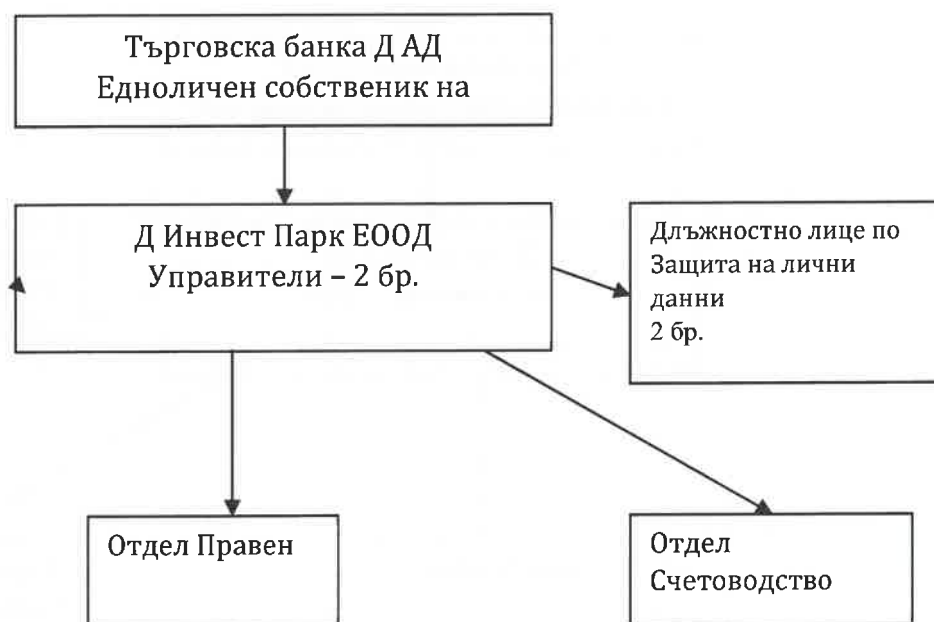 Търговска банка Д АД
Едноличен собственик на
Д Инвест Парк ЕООД
Управители – 2 бр.
Длъжностно лице по
Защита на лични
данни
2 бр.
Отдел Правен
Отдел
Счетоводство